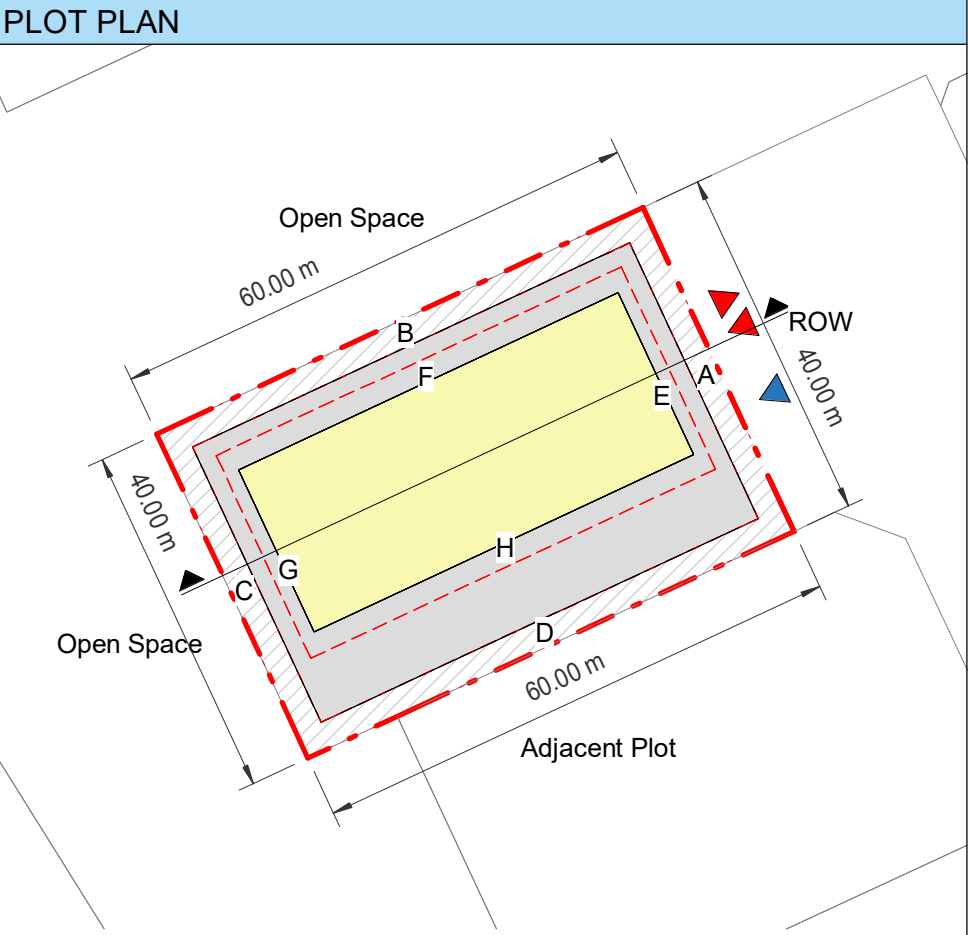 PLOT PLAN
Open Space
60.00 m
B
ROW
F
A
40.00 m
E
40.00 m
H
G
C
D
Open Space
60.00 m
Adjacent Plot